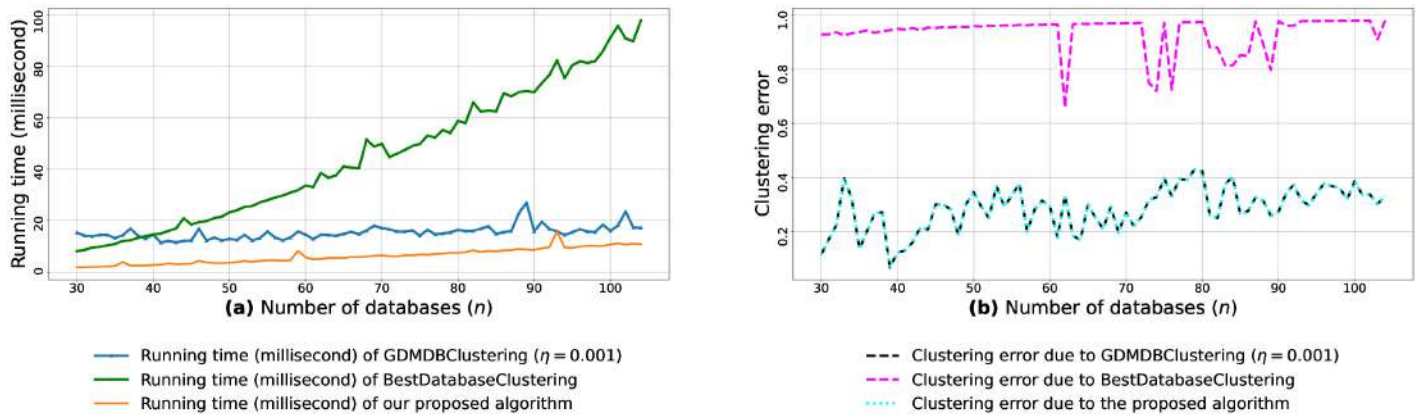 Running time (millisecond)
100
80
60
40
20
0
30 40 50 60 70 80 90 100
(a) Number of databases (n)
Running time (millisecond) of GDMDBClustering (η = 0.001)
Running time (millisecond) of BestDatabaseClustering
Running time (millisecond) of our proposed algorithm
Clustering error
1.0
0.8
0.6
0.4
0.2
30 40 50 60 70 80 90 100
(b) Number of databases (n)
Clustering error due to GDMDBClustering (η = 0.001)
Clustering error due to BestDatabaseClustering
Clustering error due to the proposed algorithm